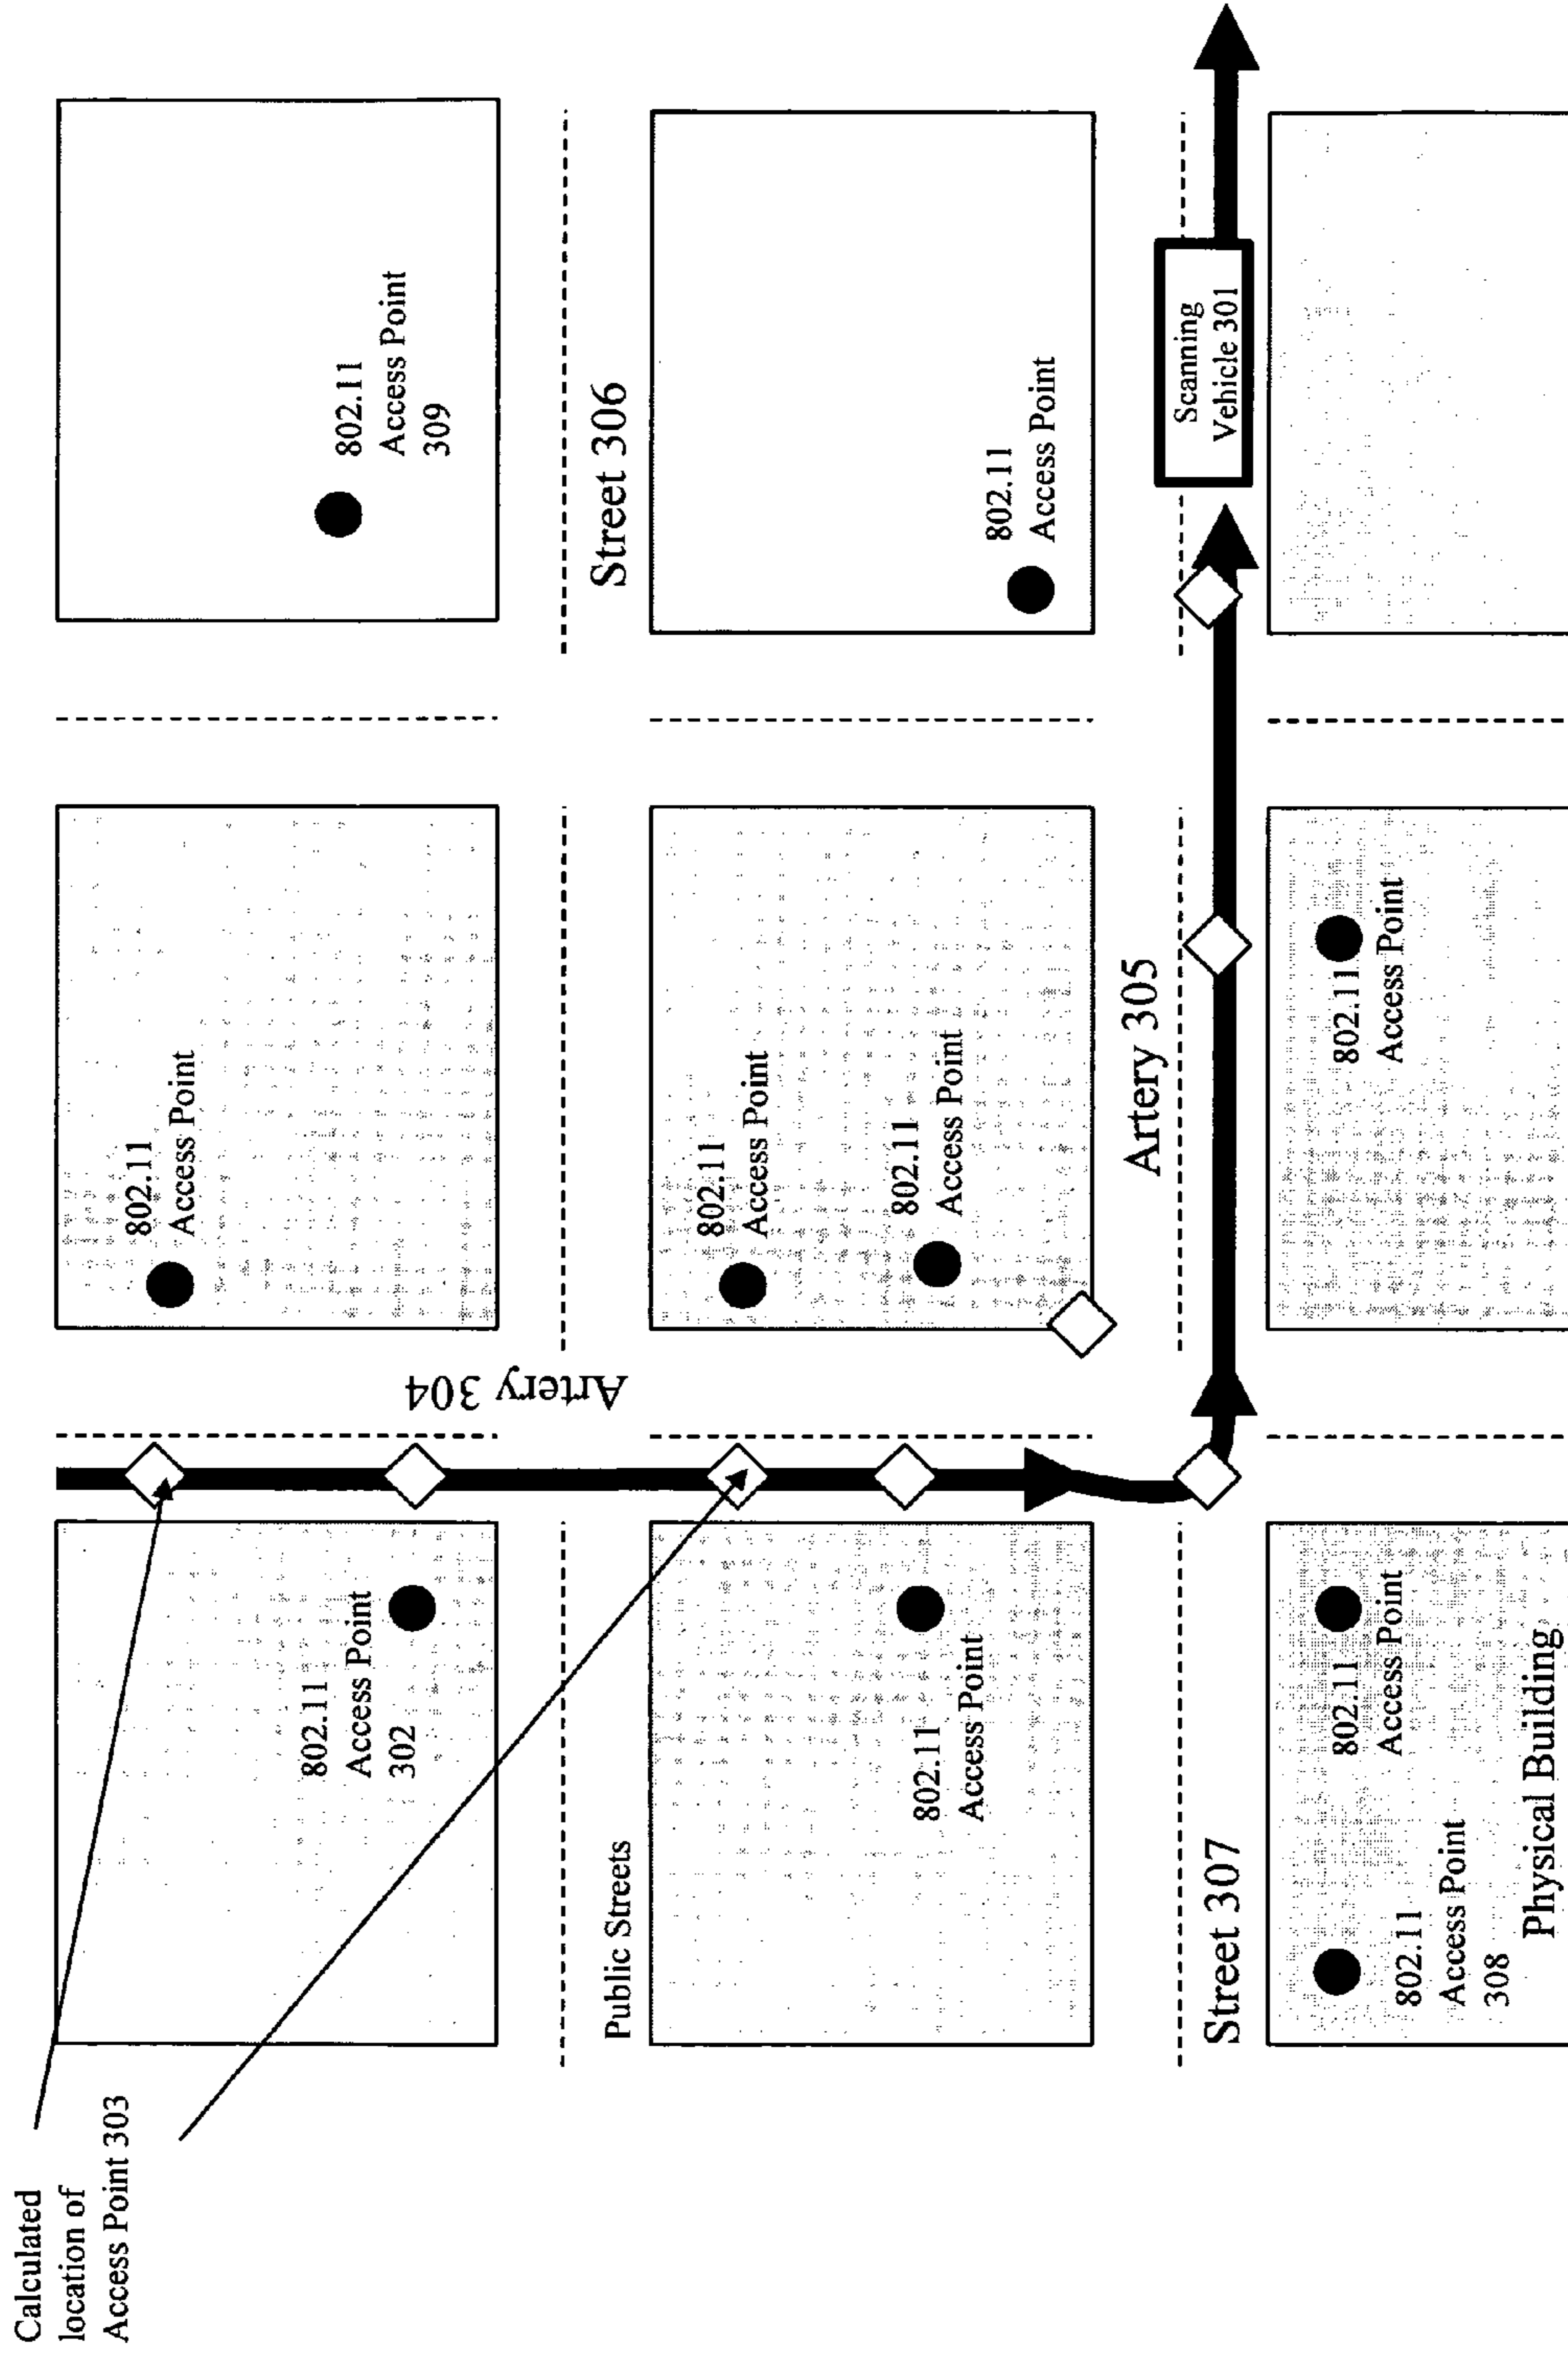 Calculated
location of
Access Point 303
802.11
Access Point
802.11
Access Point
302
802.11
Access Point
309
Artery 304
Public Streets
Street 306
802.11
Access Point
802.11
Access Point
802.11
Access Point
802.11
Access Point
Artery 305
Scanning
Vehicle 301
Street 307
802.11
Access Point
802.11
Access Point
802.11
Access Point
308
Physical Building